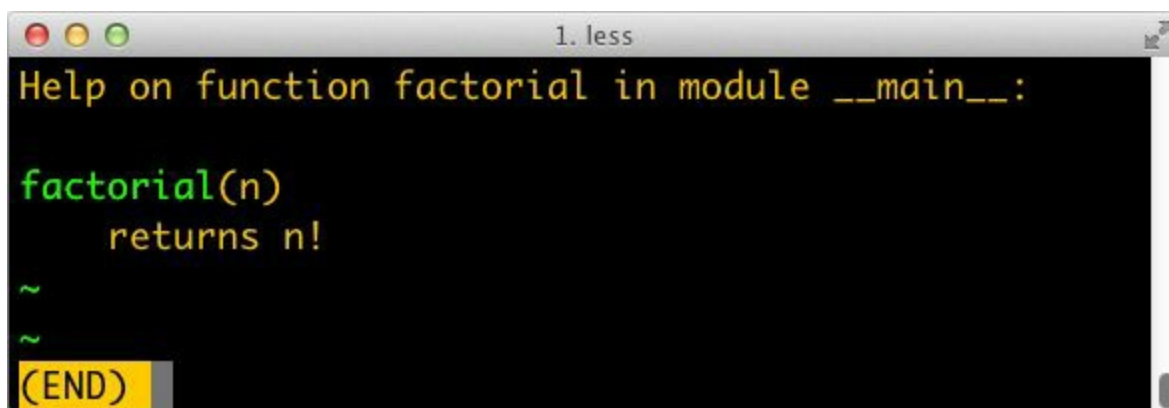 1. less
Help on function factorial in module __main__:
factorial(n)
    returns n!
~
~
(END)